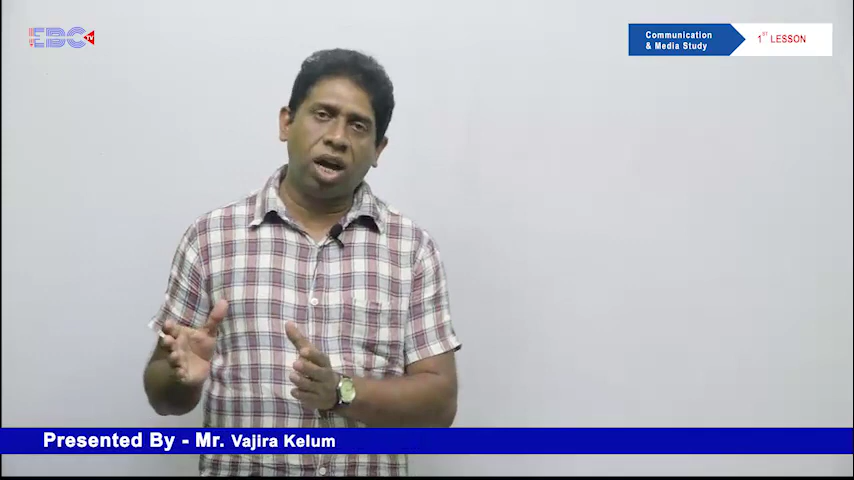 EBC TV
Communication
& Media Study
1ST LESSON
Presented By - Mr. Vajira Kelum